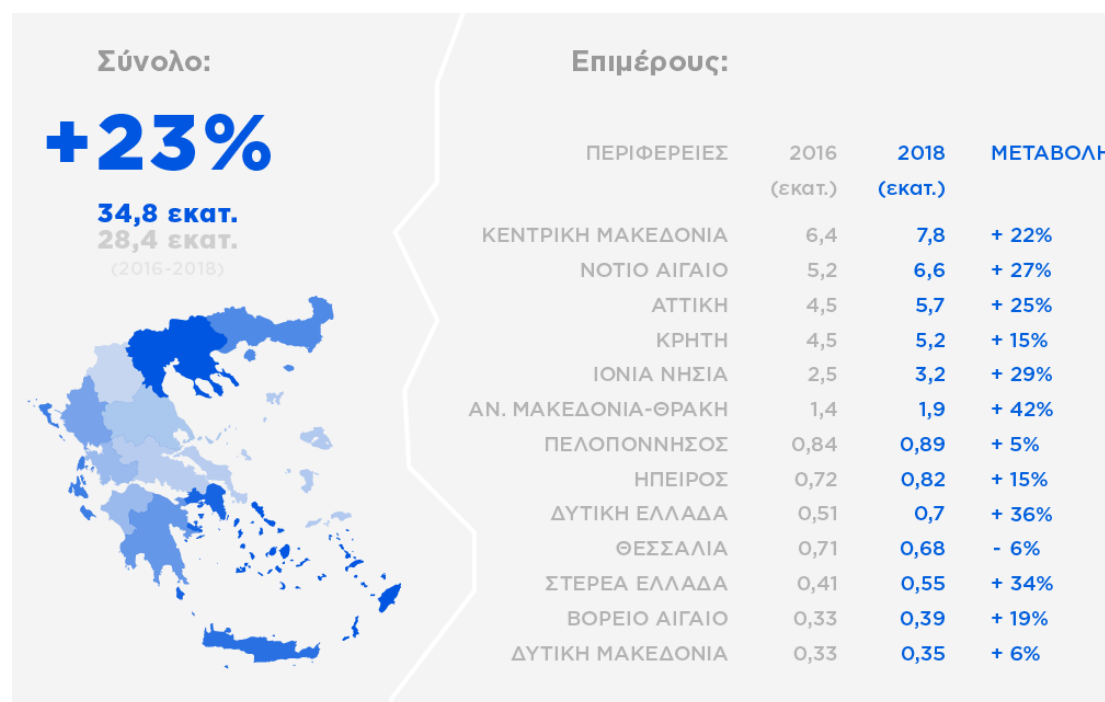 Σύνολο:
+23%
34,8 εκατ.
28,4 εκατ.
(2016-2018)
Επιμέρους:
ΠΕΡΙΦΕΡΕΙΕΣ 2016 2018 ΜΕΤΑΒΟΛΗ
(εκατ.) (εκατ.)
ΚΕΝΤΡΙΚΗ ΜΑΚΕΔΟΝΙΑ 6,4 7,8 + 22%
ΝΟΤΙΟ ΑΙΓΑΙΟ 5,2 6,6 + 27%
ΑΤΤΙΚΗ 4,5 5,7 + 25%
ΚΡΗΤΗ 4,5 5,2 + 15%
ΙΟΝΙΑ ΝΗΣΙΑ 2,5 3,2 + 29%
ΑΝ. ΜΑΚΕΔΟΝΙΑ-ΘΡΑΚΗ 1,4 1,9 + 42%
ΠΕΛΟΠΟΝΝΗΣΟΣ 0,84 0,89 + 5%
ΗΠΕΙΡΟΣ 0,72 0,82 + 15%
ΔΥΤΙΚΗ ΕΛΛΑΔΑ 0,51 0,7 + 36%
ΘΕΣΣΑΛΙΑ 0,71 0,68 - 6%
ΣΤΕΡΕΑ ΕΛΛΑΔΑ 0,41 0,55 + 34%
ΒΟΡΕΙΟ ΑΙΓΑΙΟ 0,33 0,39 + 19%
ΔΥΤΙΚΗ ΜΑΚΕΔΟΝΙΑ 0,33 0,35 + 6%